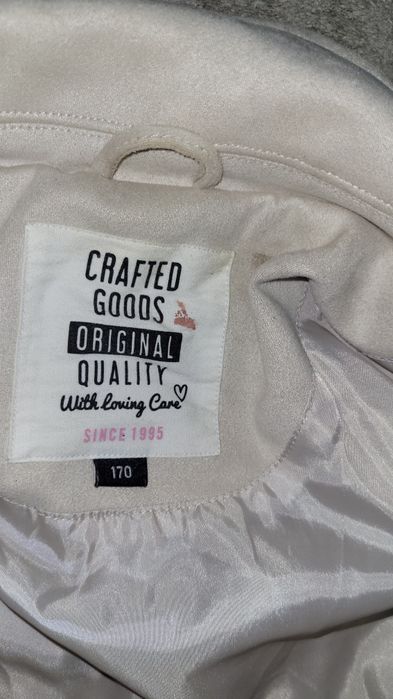 CRAFTED
GOODS
ORIGINAL
QUALITY
With Loving Care
SINCE 1995
170